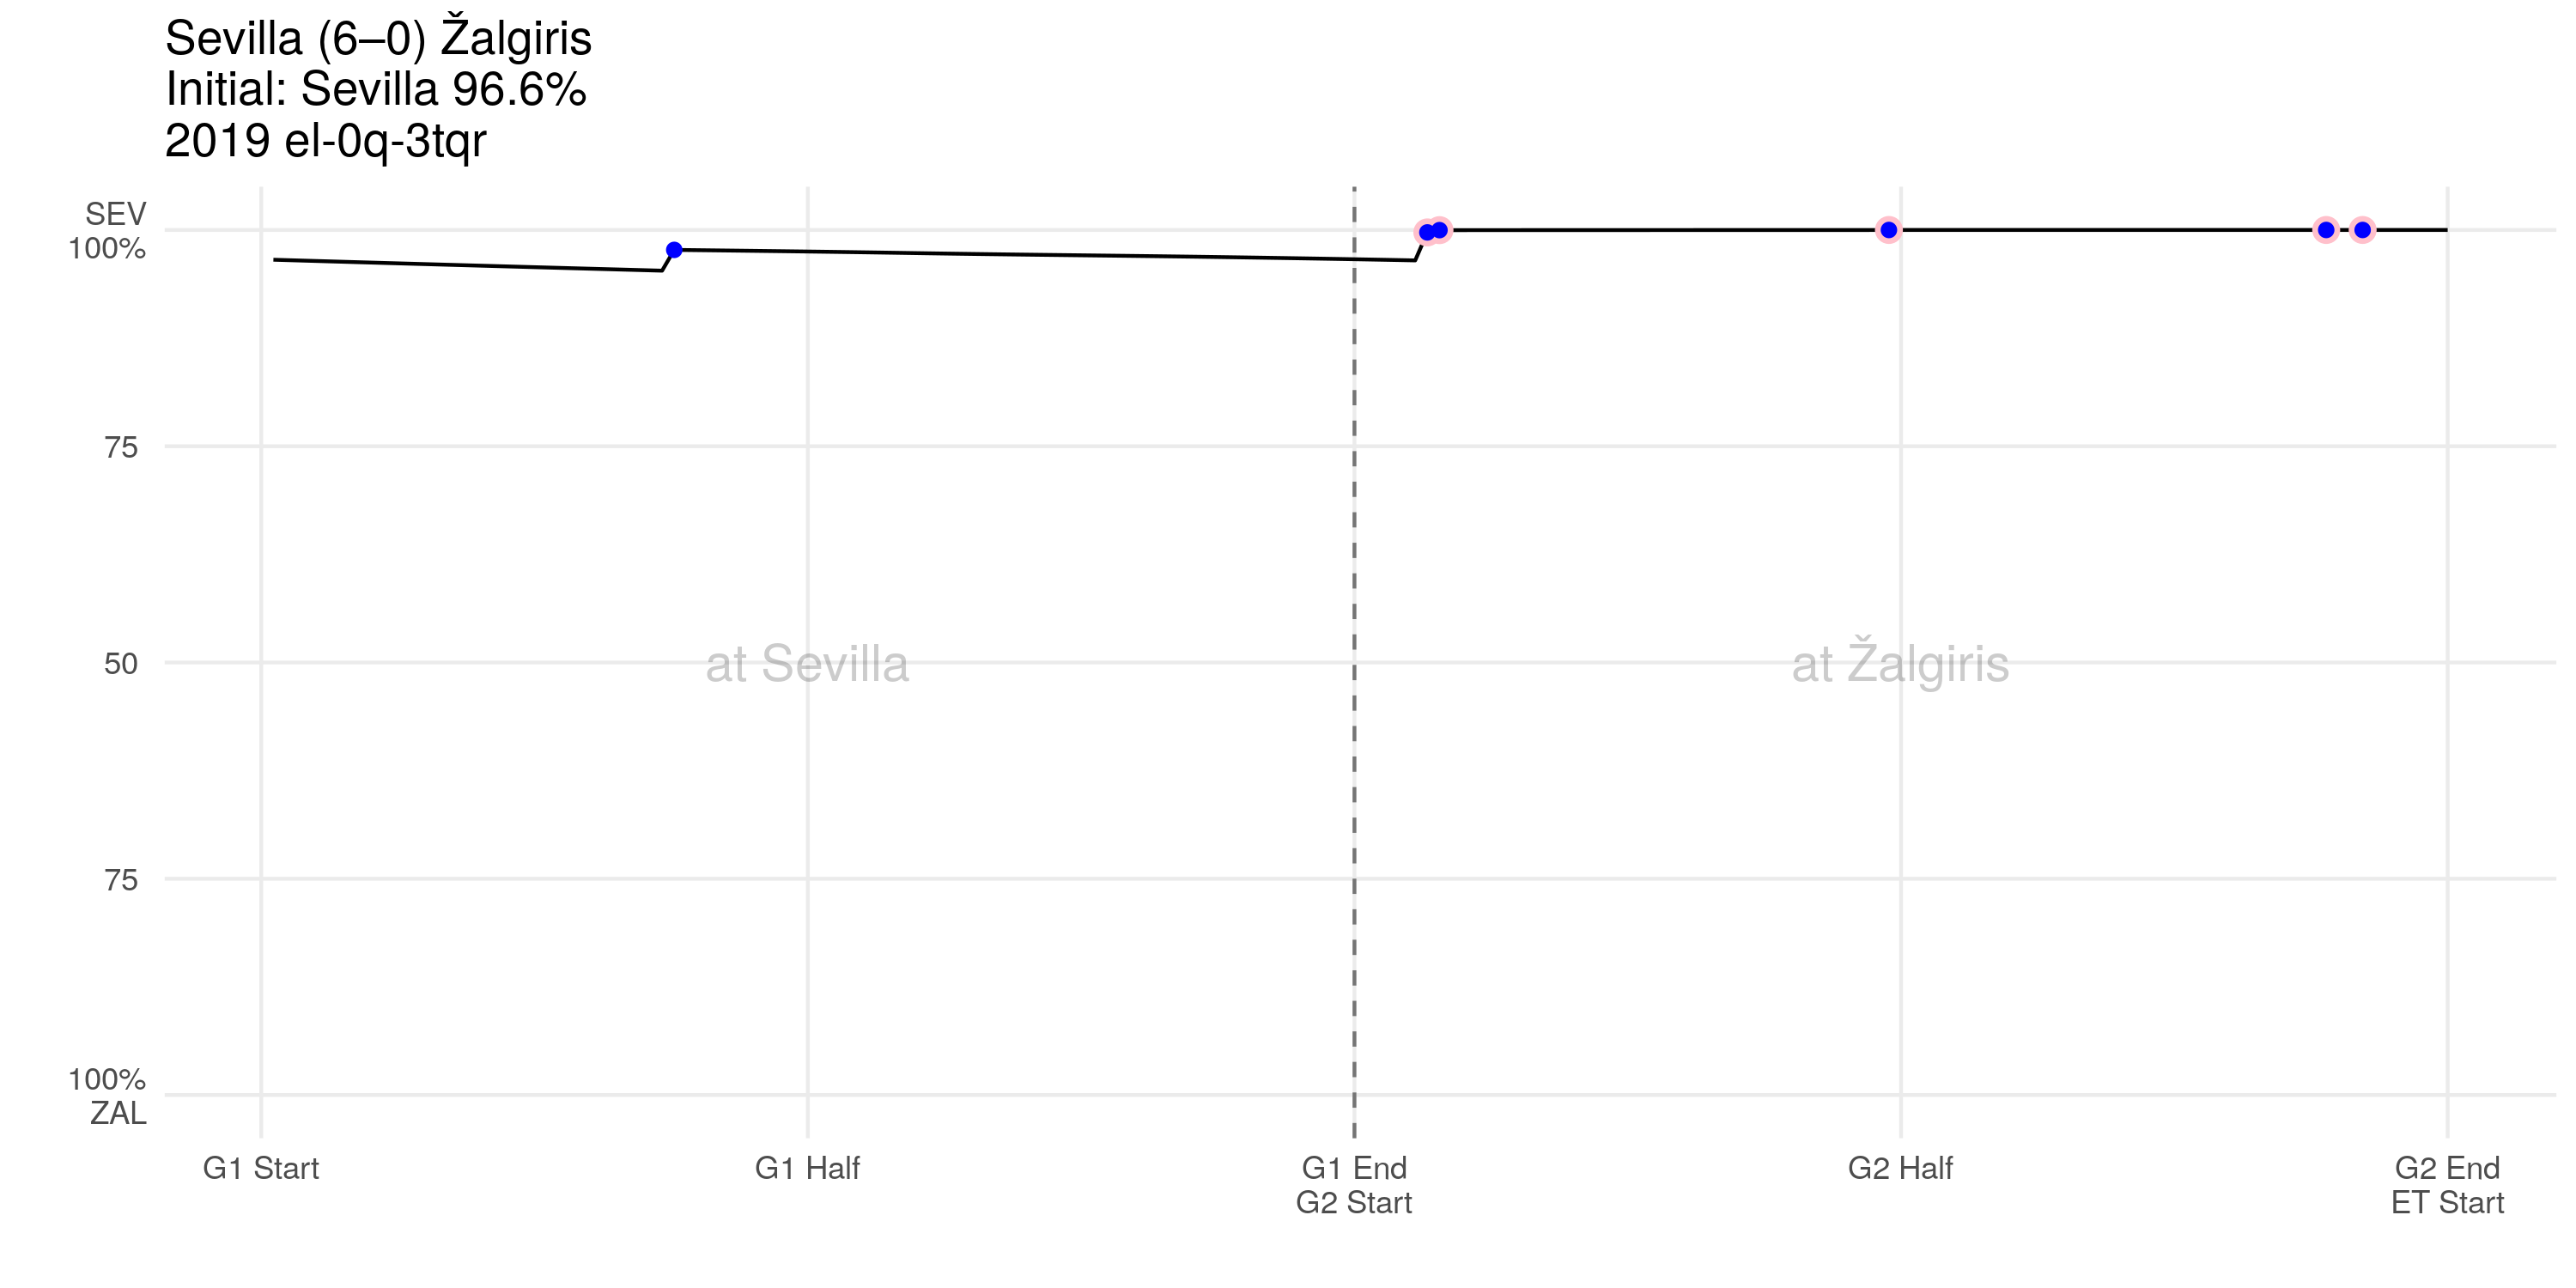 Sevilla (6–0) Žalgiris
Initial: Sevilla 96.6%
2019 el-0q-3tqr
SEV
100%
75
50
75
100%
ZAL
at Sevilla
at Žalgiris
G1 Start
G1 Half
G1 End
G2 Start
G2 Half
G2 End
ET Start